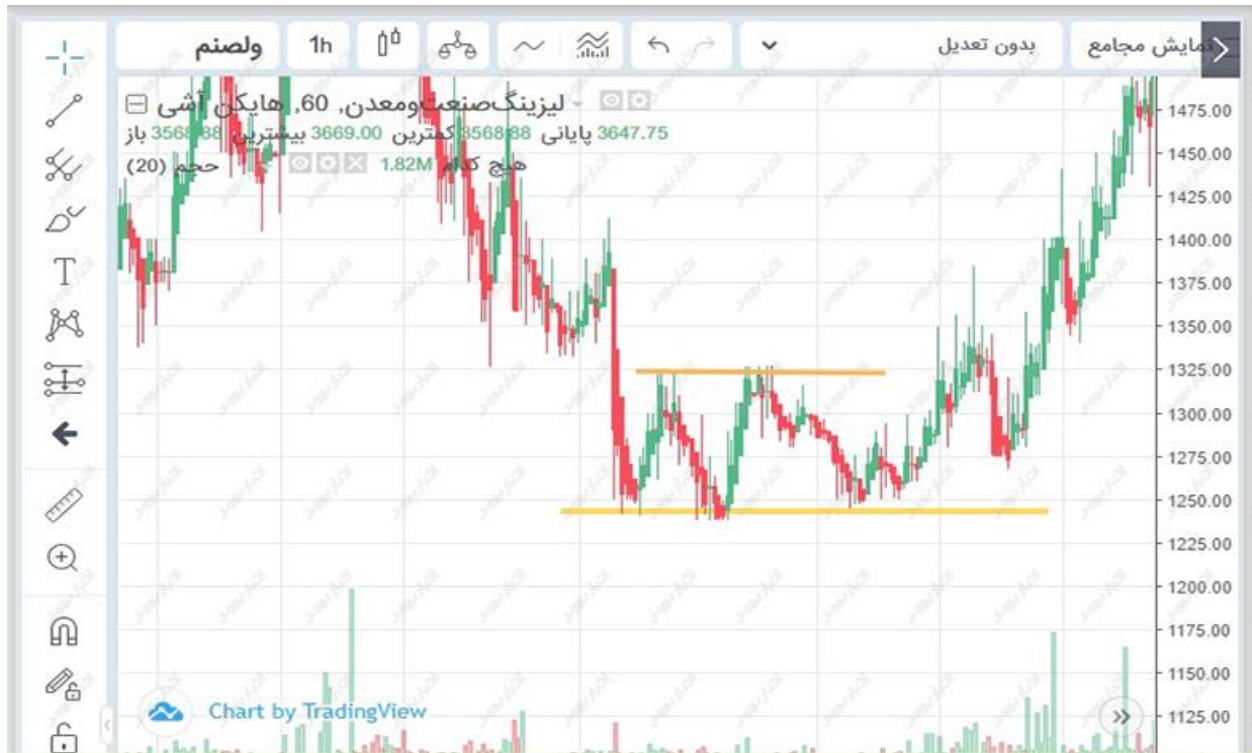 ولصنم 1h بدون تعدیل نمایش مجامع
لیزینگ‌صنعت‌ومعدن, 60, هایکن آشی
باز 3568.88 بیشترین 3669.00 کمترین 3568.88 پایانی 3647.75
حجم (20) هیچ کدام 1.82M
1475.00
1450.00
1425.00
1400.00
1375.00
1350.00
1325.00
1300.00
1275.00
1250.00
1225.00
1200.00
1175.00
1150.00
1125.00
T
Chart by TradingView